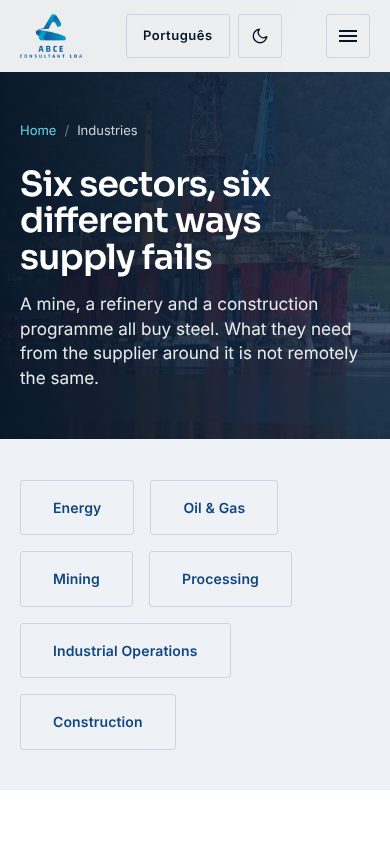 ABCE
CONSULTANT LDA
Português
Home / Industries
Six sectors, six
different ways
supply fails
A mine, a refinery and a construction
programme all buy steel. What they need
from the supplier around it is not remotely
the same.
Energy
Oil & Gas
Mining
Processing
Industrial Operations
Construction